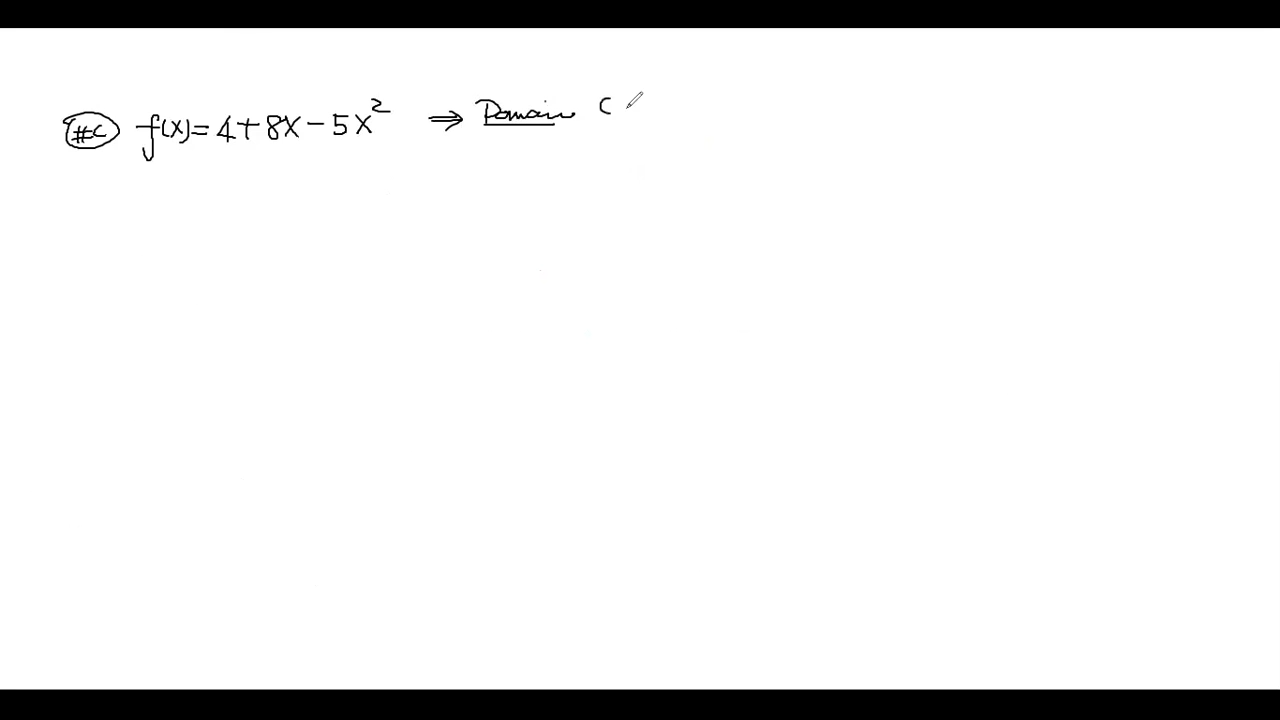 #C f(x)= 4+8x-5x² ⇒ Domain (